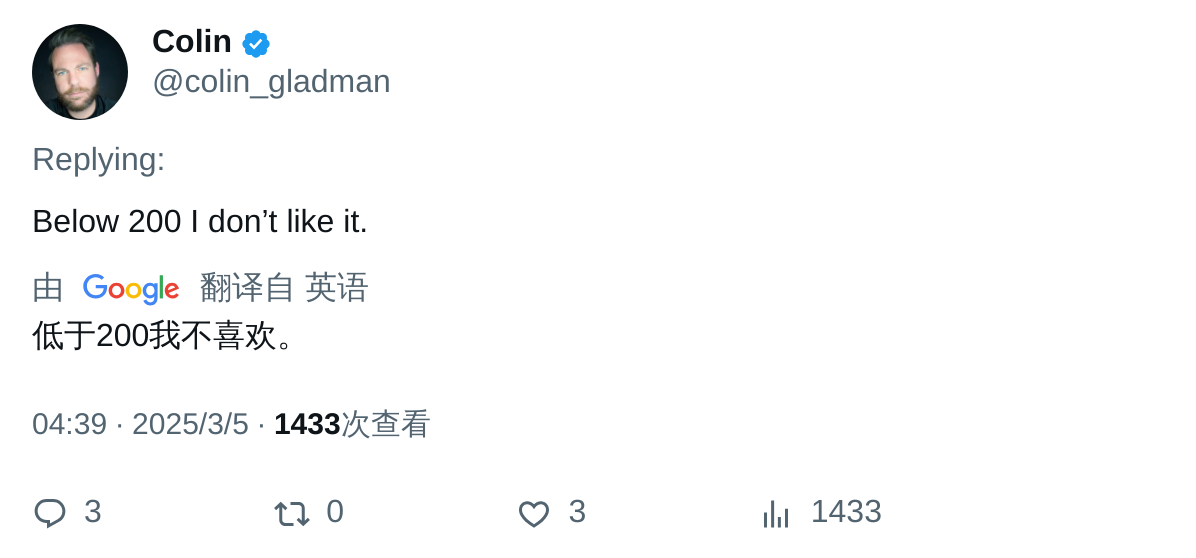 Colin
@colin_gladman
Replying:
Below 200 I don’t like it.
由 Google 翻译自 英语
低于200我不喜欢。
04:39 · 2025/3/5 · 1433次查看
3 0 3 1433